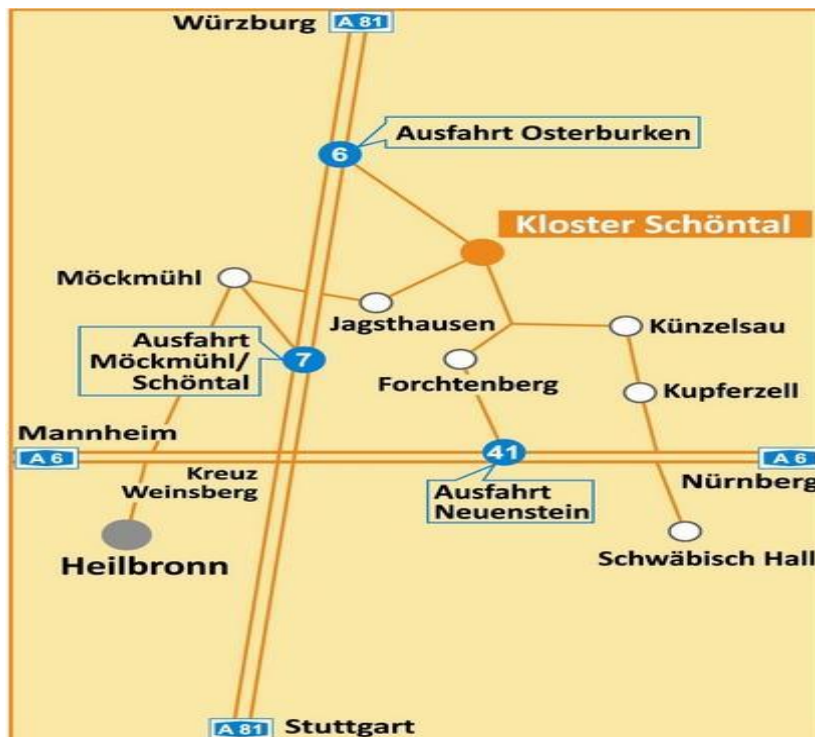 Würzburg
A 81
6
Ausfahrt Osterburken
Kloster Schöntal
Möckmühl
Jagsthausen
Künzelsau
Ausfahrt
Möckmühl/
Schöntal
7
Forchtenberg
Kupferzell
Mannheim
A 6
41
A 6
Kreuz
Weinsberg
Ausfahrt
Neuenstein
Nürnberg
Heilbronn
Schwäbisch Hall
A 81
Stuttgart